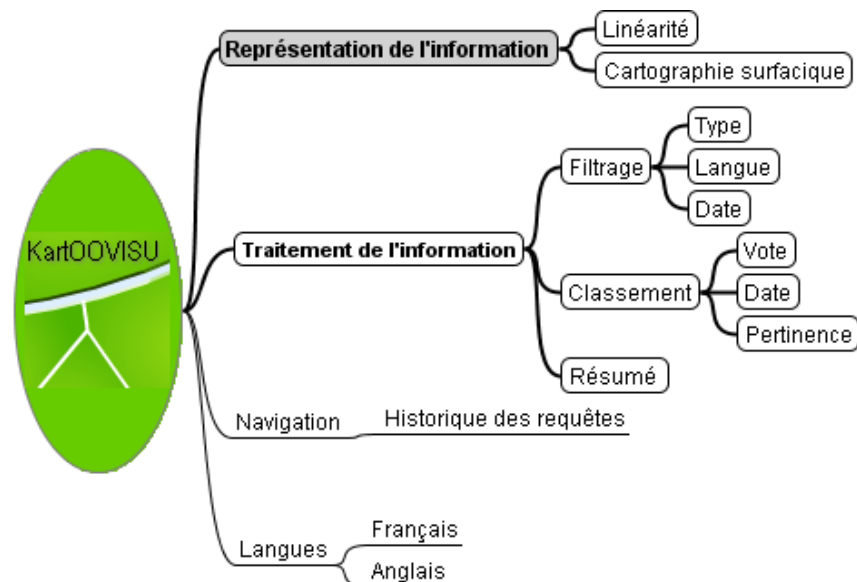 KartOOVISU
Représentation de l'information
Linéarité
Cartographie surfacique
Traitement de l'information
Filtrage
Type
Langue
Date
Classement
Vote
Date
Pertinence
Résumé
Navigation
Historique des requêtes
Langues
Français
Anglais